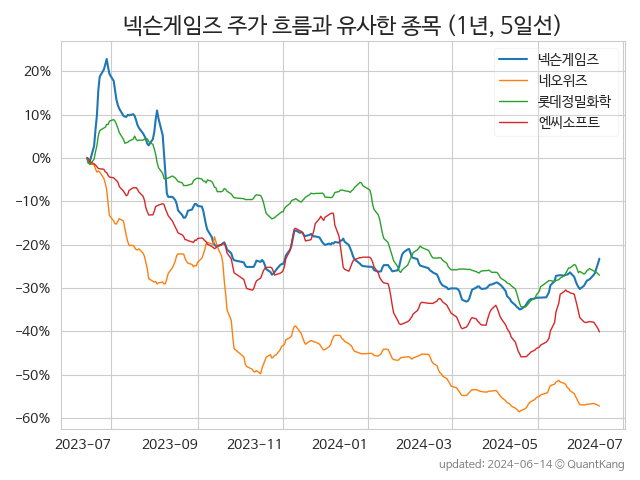 넥슨게임즈 주가 흐름과 유사한 종목 (1년, 5일선)
넥슨게임즈
네오위즈
롯데정밀화학
엔씨소프트
20%
10%
0%
−10%
−20%
−30%
−40%
−50%
−60%
2023-07 2023-09 2023-11 2024-01 2024-03 2024-05 2024-07
updated: 2024-06-14 © QuantKang